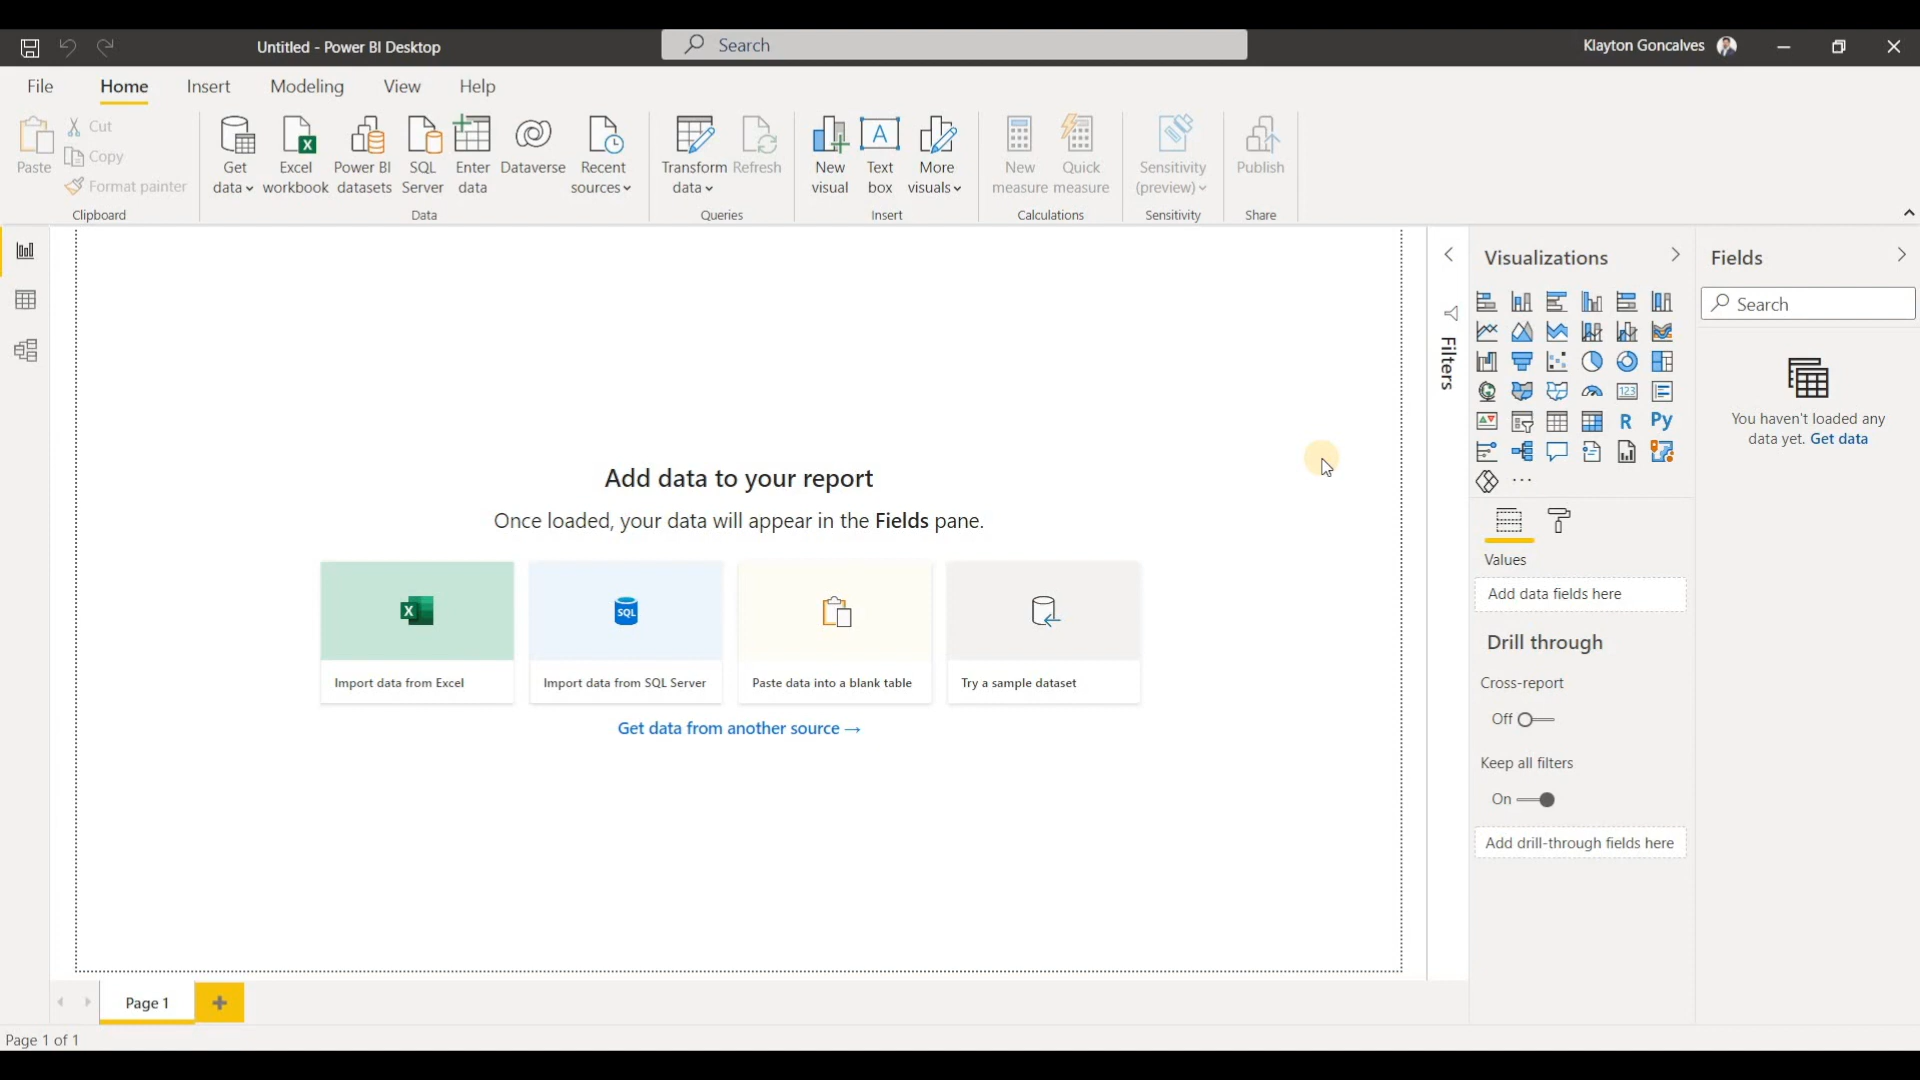 Untitled - Power BI Desktop
Search
Klayton Goncalves
File Home Insert Modeling View Help
Paste
Cut
Copy
Format painter
Clipboard
Get data
Excel workbook
Power BI datasets
SQL Server
Enter data
Dataverse
Recent sources
Data
Transform data
Refresh
Queries
New visual
Text box
More visuals
Insert
New measure
Quick measure
Calculations
Sensitivity (preview)
Sensitivity
Publish
Share
Filters
Visualizations
R
Py
123
Values
Add data fields here
Drill through
Cross-report
Off
Keep all filters
On
Add drill-through fields here
Fields
Search
You haven't loaded any
data yet. Get data
Add data to your report
Once loaded, your data will appear in the Fields pane.
SQL
Import data from Excel
Import data from SQL Server
Paste data into a blank table
Try a sample dataset
Get data from another source →
Page 1
Page 1 of 1